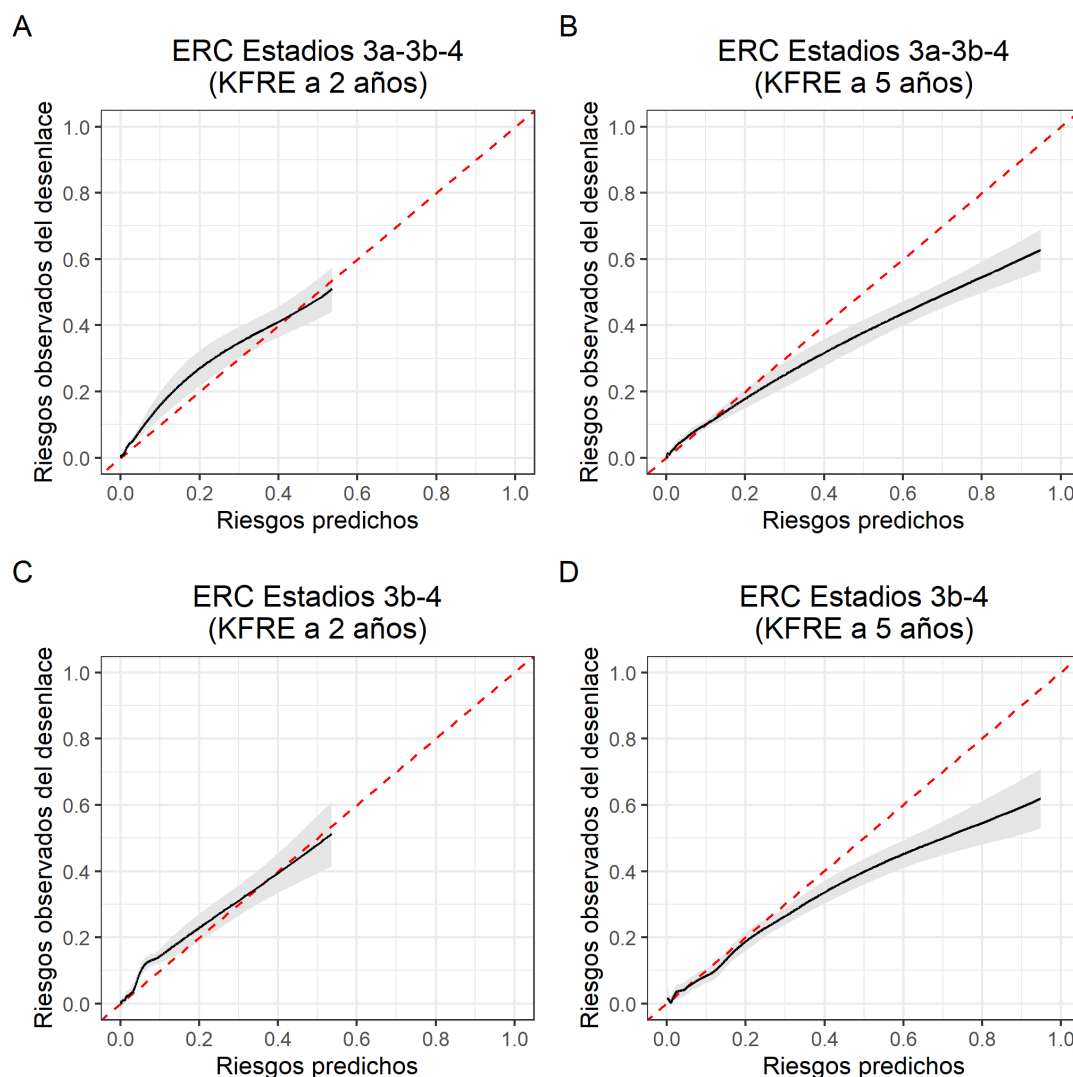 A
ERC Estadios 3a-3b-4
(KFRE a 2 años)
Riesgos observados del desenlace
1.0
0.8
0.6
0.4
0.2
0.0
0.0 0.2 0.4 0.6 0.8 1.0
Riesgos predichos
B
ERC Estadios 3a-3b-4
(KFRE a 5 años)
Riesgos observados del desenlace
1.0
0.8
0.6
0.4
0.2
0.0
0.0 0.2 0.4 0.6 0.8 1.0
Riesgos predichos
C
ERC Estadios 3b-4
(KFRE a 2 años)
Riesgos observados del desenlace
1.0
0.8
0.6
0.4
0.2
0.0
0.0 0.2 0.4 0.6 0.8 1.0
Riesgos predichos
D
ERC Estadios 3b-4
(KFRE a 5 años)
Riesgos observados del desenlace
1.0
0.8
0.6
0.4
0.2
0.0
0.0 0.2 0.4 0.6 0.8 1.0
Riesgos predichos